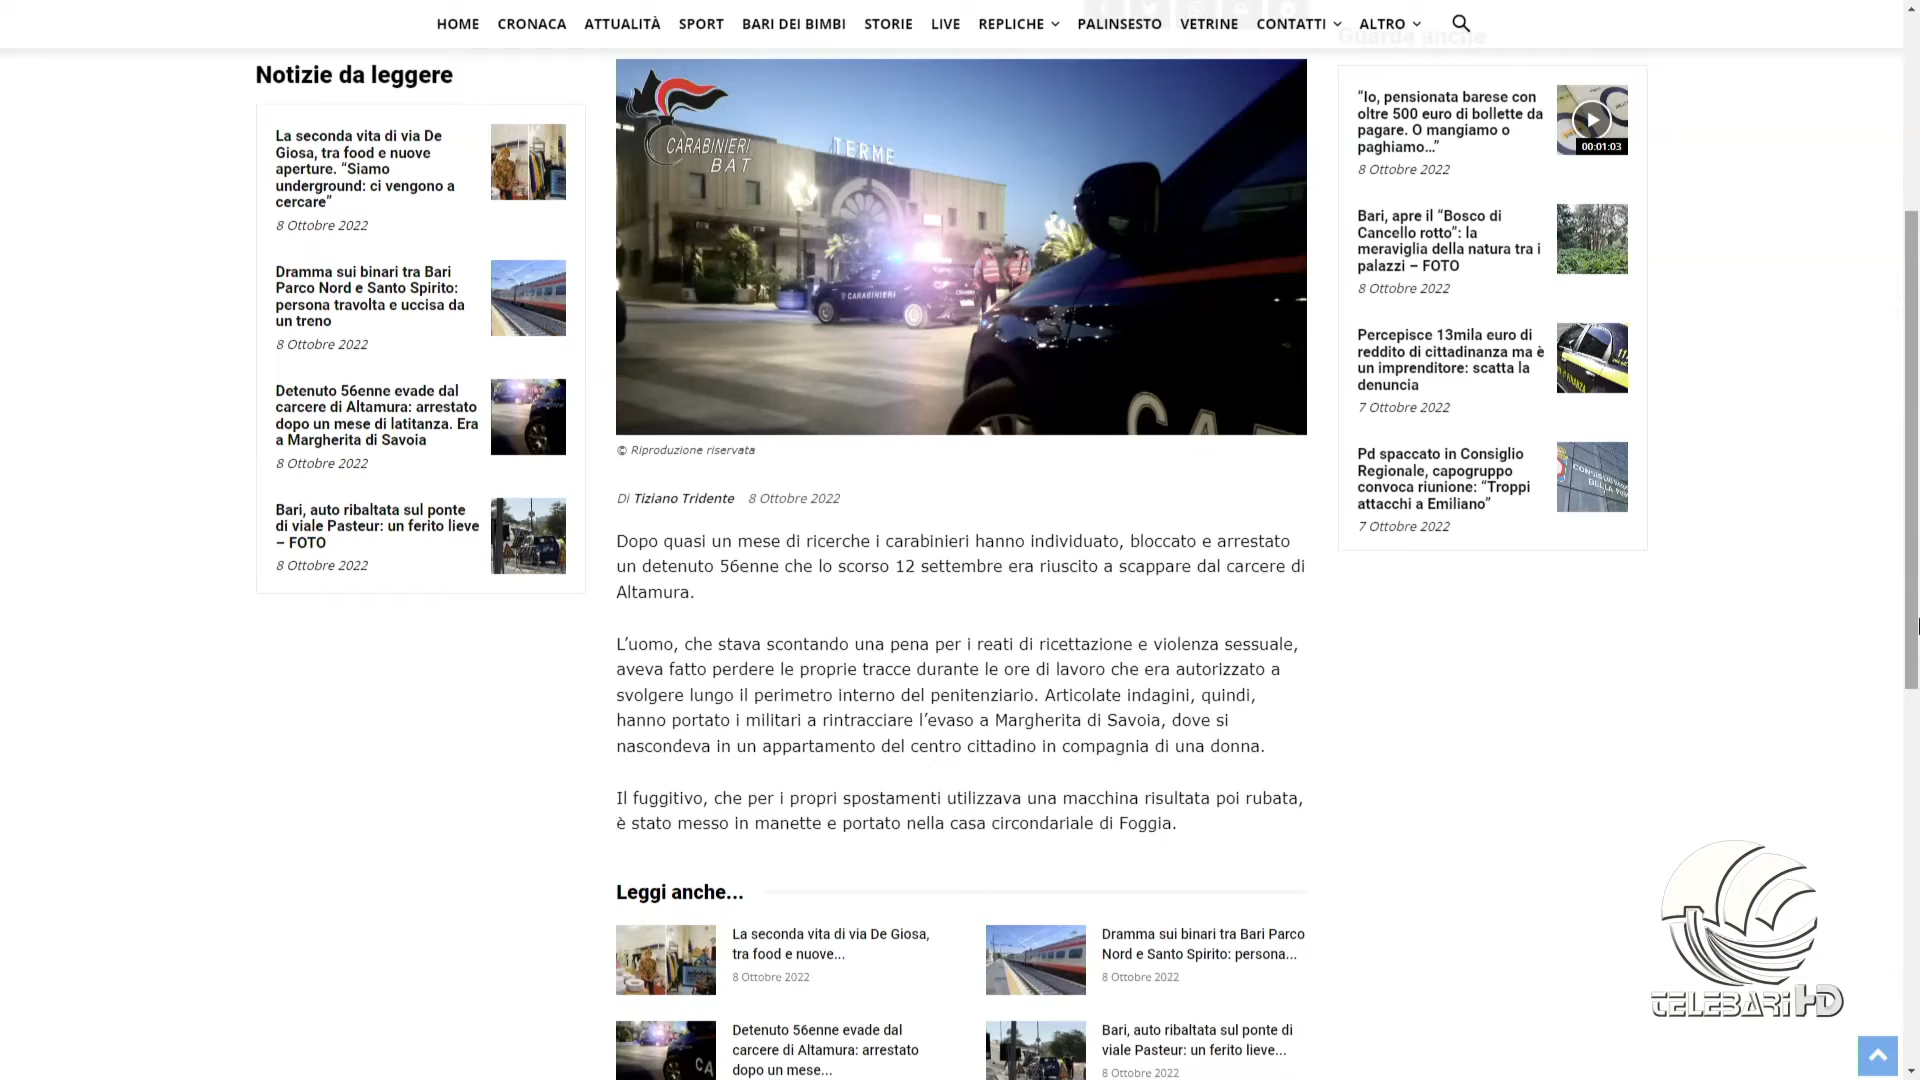 HOME CRONACA ATTUALITÀ SPORT BARI DEI BIMBI STORIE LIVE REPLICHE PALINSESTO VETRINE CONTATTI ALTRO
Notizie da leggere
La seconda vita di via De
Giosa, tra food e nuove
aperture. “Siamo
underground: ci vengono a
cercare”
8 Ottobre 2022
Dramma sui binari tra Bari
Parco Nord e Santo Spirito:
persona travolta e uccisa da
un treno
8 Ottobre 2022
Detenuto 56enne evade dal
carcere di Altamura: arrestato
dopo un mese di latitanza. Era
a Margherita di Savoia
8 Ottobre 2022
Bari, auto ribaltata sul ponte
di viale Pasteur: un ferito lieve
– FOTO
8 Ottobre 2022
CARABINIERI
BAT
TERME
CARABINIERI
CA
© Riproduzione riservata
Di Tiziano Tridente 8 Ottobre 2022
Dopo quasi un mese di ricerche i carabinieri hanno individuato, bloccato e arrestato
un detenuto 56enne che lo scorso 12 settembre era riuscito a scappare dal carcere di
Altamura.
L’uomo, che stava scontando una pena per i reati di ricettazione e violenza sessuale,
aveva fatto perdere le proprie tracce durante le ore di lavoro che era autorizzato a
svolgere lungo il perimetro interno del penitenziario. Articolate indagini, quindi,
hanno portato i militari a rintracciare l’evaso a Margherita di Savoia, dove si
nascondeva in un appartamento del centro cittadino in compagnia di una donna.
Il fuggitivo, che per i propri spostamenti utilizzava una macchina risultata poi rubata,
è stato messo in manette e portato nella casa circondariale di Foggia.
Leggi anche...
La seconda vita di via De Giosa,
tra food e nuove...
8 Ottobre 2022
Dramma sui binari tra Bari Parco
Nord e Santo Spirito: persona...
8 Ottobre 2022
Detenuto 56enne evade dal
carcere di Altamura: arrestato
dopo un mese...
Bari, auto ribaltata sul ponte di
viale Pasteur: un ferito lieve...
8 Ottobre 2022
Guarda anche
“Io, pensionata barese con
oltre 500 euro di bollette da
pagare. O mangiamo o
paghiamo…”
8 Ottobre 2022
00:01:03
Bari, apre il “Bosco di
Cancello rotto”: la
meraviglia della natura tra i
palazzi – FOTO
8 Ottobre 2022
Percepisce 13mila euro di
reddito di cittadinanza ma è
un imprenditore: scatta la
denuncia
7 Ottobre 2022
Pd spaccato in Consiglio
Regionale, capogruppo
convoca riunione: “Troppi
attacchi a Emiliano”
7 Ottobre 2022
TELEBARI HD